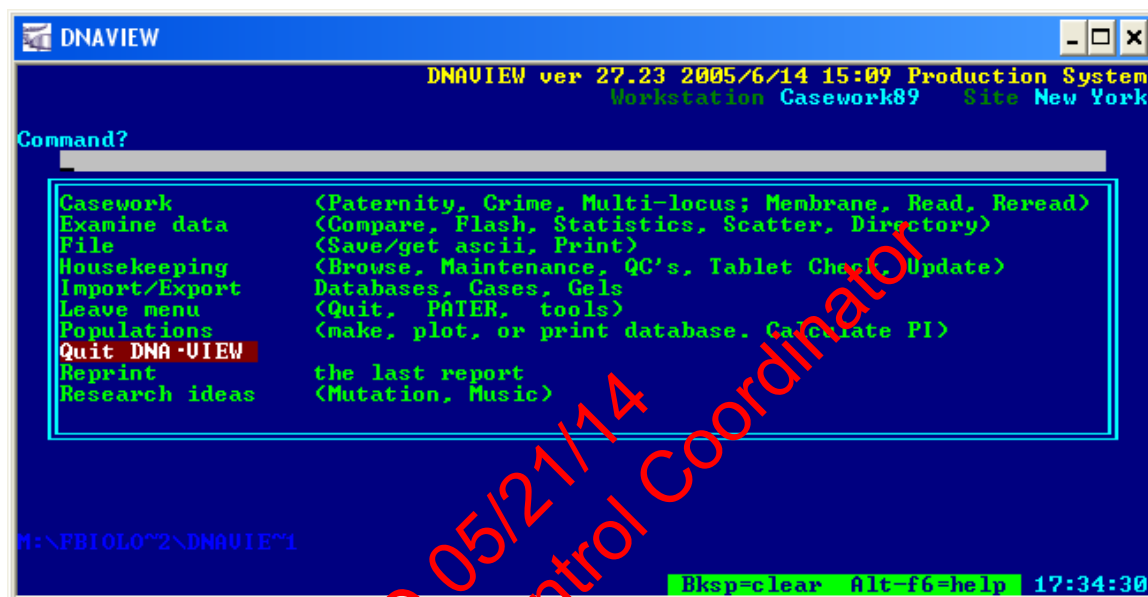 DNAVIEW
DNAVIEW ver 27.23 2005/6/14 15:09 Production System
Workstation Casework89 Site New York
Command?
Casework (Paternity, Crime, Multi-locus; Membrane, Read, Reread)
Examine data (Compare, Flash, Statistics, Scatter, Directory)
File (Save/get ascii, Print)
Housekeeping (Browse, Maintenance, QC's, Tablet Check, Update)
Import/Export Databases, Cases, Gels
Leave menu (Quit, PATER, tools)
Populations (make, plot, or print database. Calculate PI)
Quit DNA·VIEW
Reprint the last report
Research ideas (Mutation, Music)
M:\FBIOLO~2\DNAVIE~1
Bksp=clear Alt-f6=help 17:34:30
05/21/14
Coordinator